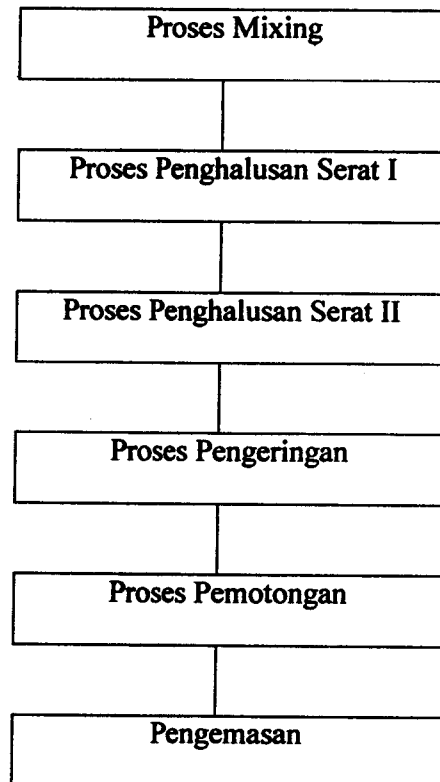 Proses Mixing
Proses Penghalusan Serat I
Proses Penghalusan Serat II
Proses Pengeringan
Proses Pemotongan
Pengemasan